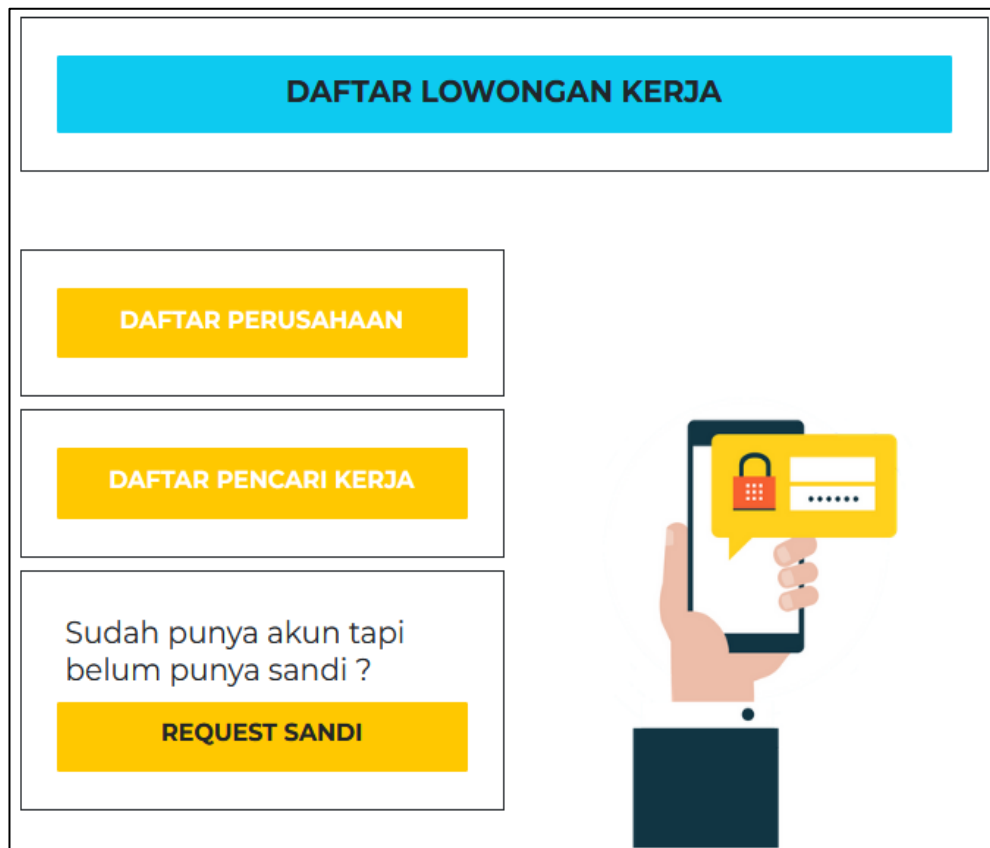 DAFTAR LOWONGAN KERJA
DAFTAR PERUSAHAAN
DAFTAR PENCARI KERJA
Sudah punya akun tapi
belum punya sandi ?
REQUEST SANDI